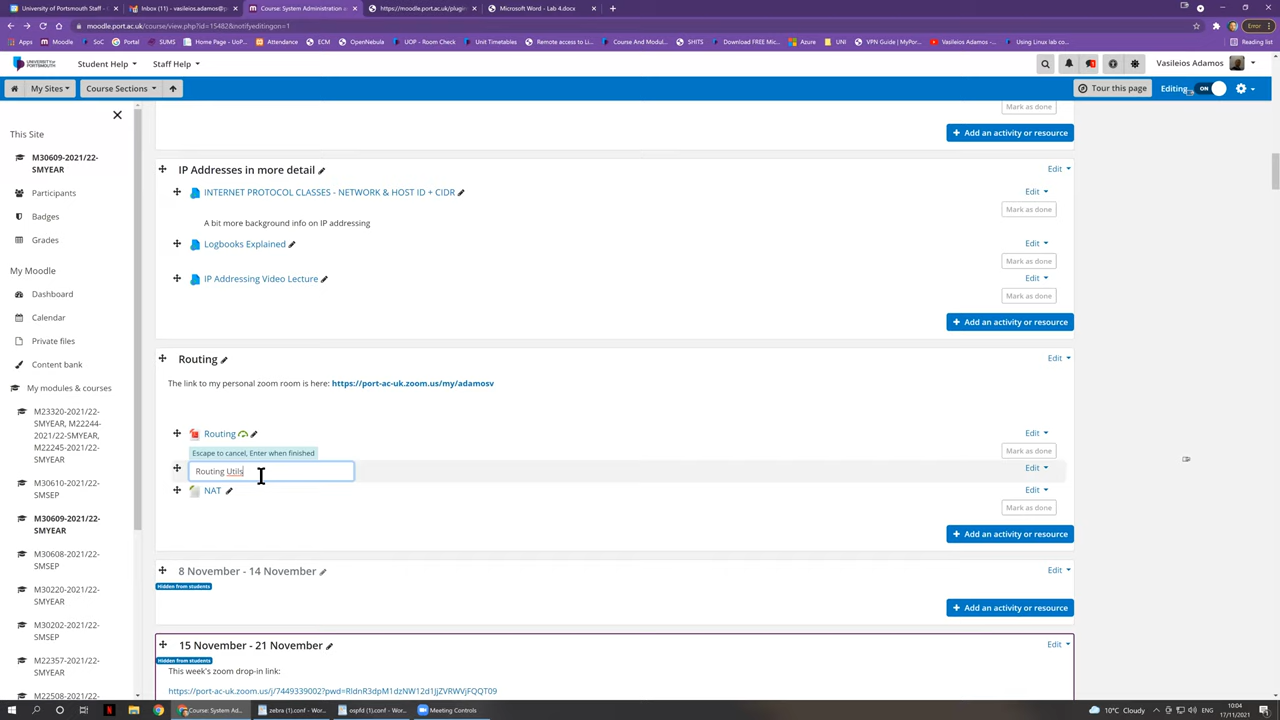 University of Portsmouth Staff -
Inbox (11) - vasileios.adamos@p
Course: System Administration a
https://moodle.port.ac.uk/plugin
Microsoft Word - Lab 4.docx
moodle.port.ac.uk/course/view.php?id=15482&notifyeditingon=1
Error
Apps
Moodle
SoC
Portal
SUMS
Home Page - UoP...
Attendance
ECM
OpenNebula
UOP - Room Check
Unit Timetables
Remote access to li...
Course And Modul...
SHITS
Download FREE Mic...
Azure
UNI
VPN Guide | MyPor...
Vasileios Adamos -...
Using Linux lab co...
Reading list
UNIVERSITY OF PORTSMOUTH
Student Help
Staff Help
Vasileios Adamos
My Sites
Course Sections
Tour this page
Editing
ON
This Site
M30609-2021/22-
SMYEAR
Participants
Badges
Grades
My Moodle
Dashboard
Calendar
Private files
Content bank
My modules & courses
M23320-2021/22-
SMYEAR, M22244-
2021/22-SMYEAR,
M22245-2021/22-
SMYEAR
M30610-2021/22-
SMSEP
M30609-2021/22-
SMYEAR
M30608-2021/22-
SMSEP
M30220-2021/22-
SMYEAR
M30202-2021/22-
SMSEP
M22357-2021/22-
SMYEAR
M22508-2021/22-
Mark as done
+ Add an activity or resource
IP Addresses in more detail
Edit
INTERNET PROTOCOL CLASSES - NETWORK & HOST ID + CIDR
Edit
Mark as done
A bit more background info on IP addressing
Logbooks Explained
Edit
Mark as done
IP Addressing Video Lecture
Edit
Mark as done
+ Add an activity or resource
Routing
Edit
The link to my personal zoom room is here: https://port-ac-uk.zoom.us/my/adamosv
Routing
Edit
Mark as done
Escape to cancel, Enter when finished
Routing Utils
Edit
NAT
Edit
Mark as done
+ Add an activity or resource
8 November - 14 November
Edit
Hidden from students
+ Add an activity or resource
15 November - 21 November
Edit
Hidden from students
This week's zoom drop-in link:
https://port-ac-uk.zoom.us/j/7449339002?pwd=RldnR3dpM1dzNW12d1JjZVRWVjFQQT09
Course: System Ad...
zebra (1).conf - Wor...
ospfd (1).conf - Wor...
Meeting Controls
10°C Cloudy
ENG
10:04
17/11/2021